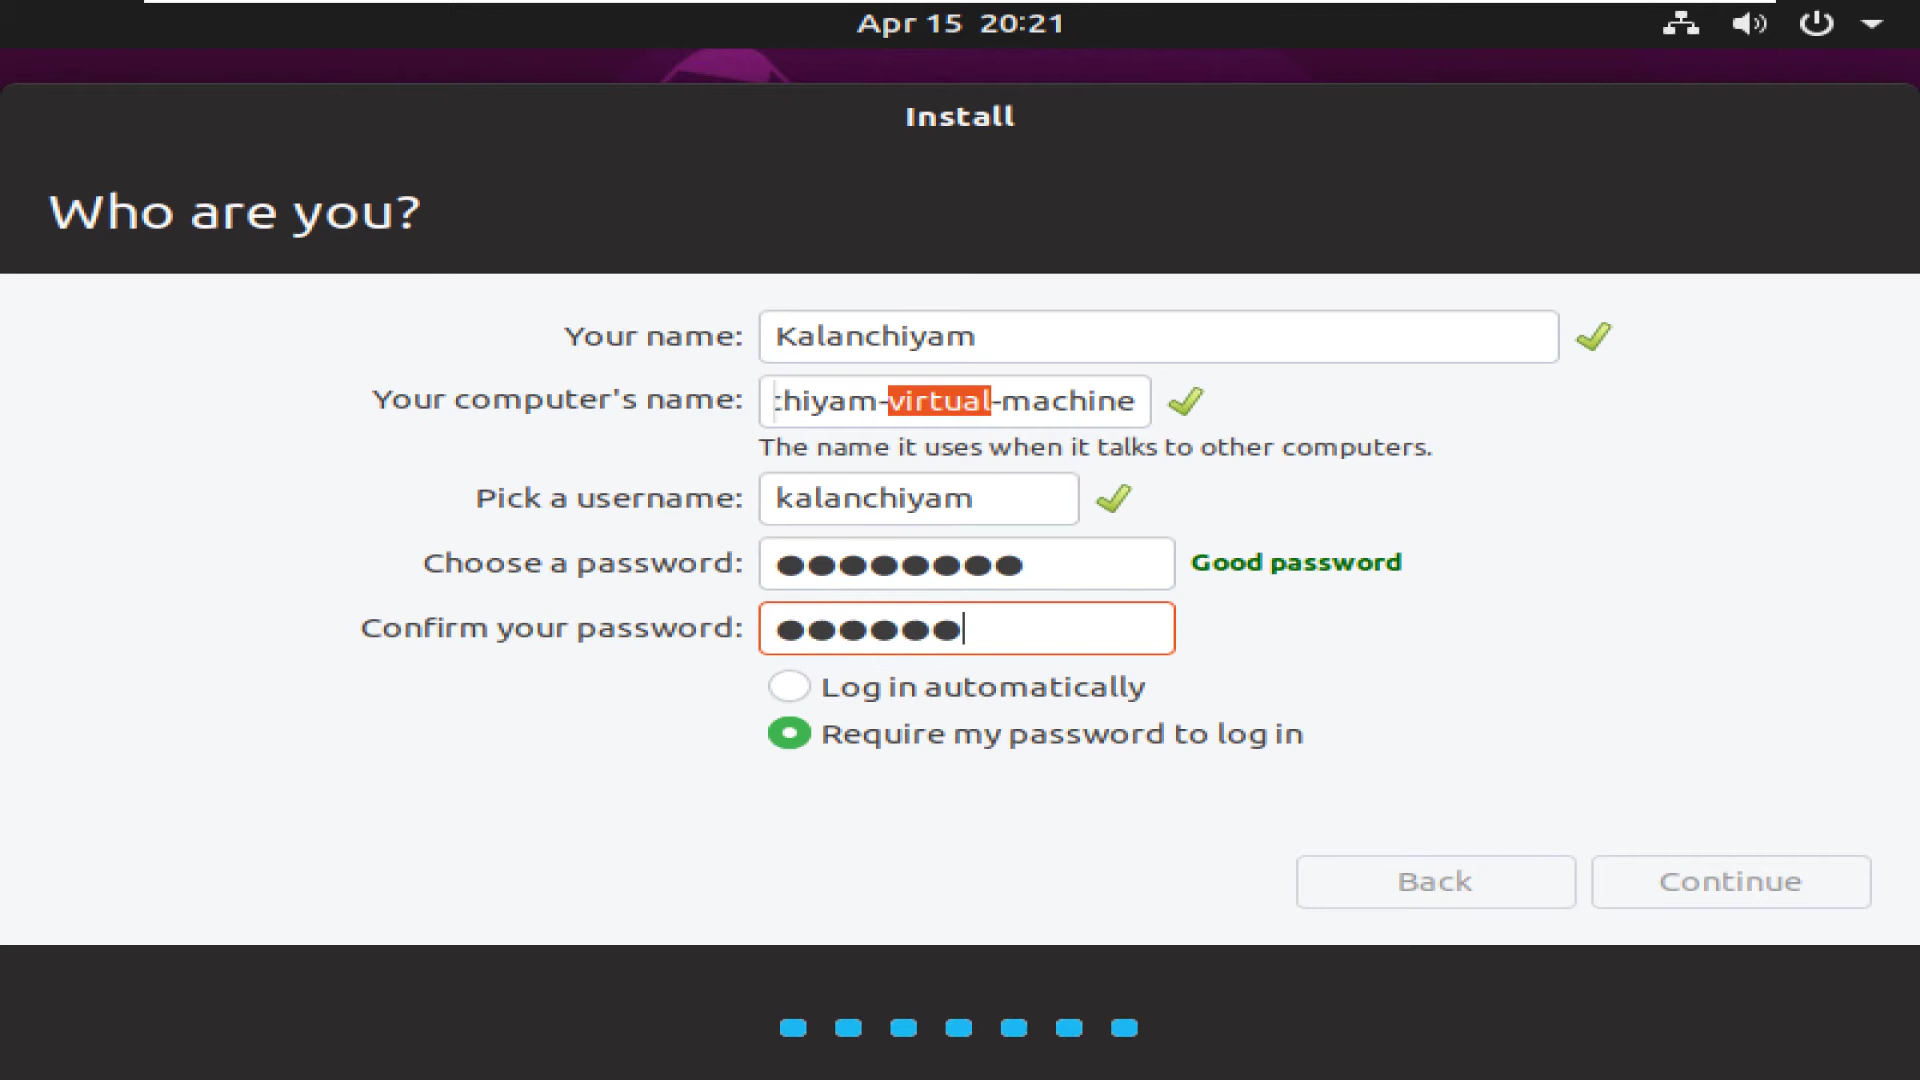 Apr 15 20:21
Install
Who are you?
Your name: Kalanchiyam
Your computer's name: chiyam-virtual-machine
The name it uses when it talks to other computers.
Pick a username: kalanchiyam
Choose a password: ●●●●●●●● Good password
Confirm your password: ●●●●●●
Log in automatically
Require my password to log in
Back Continue